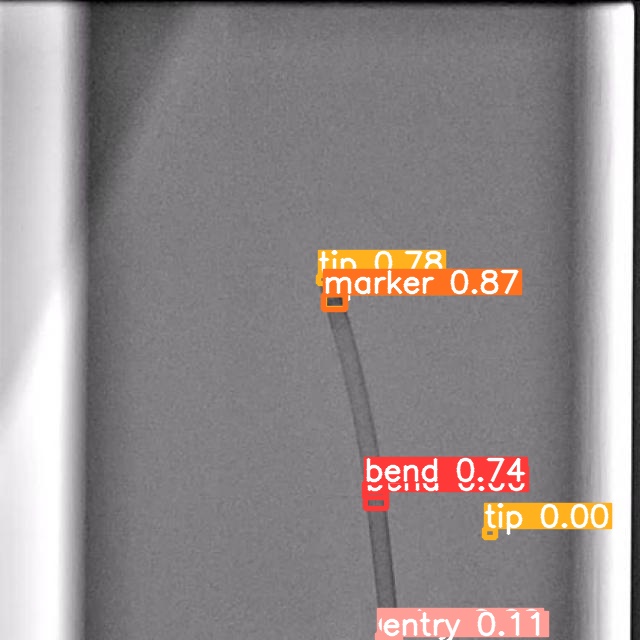 tip 0.78
marker 0.87
bend 0.74
tip 0.00
entry 0.11